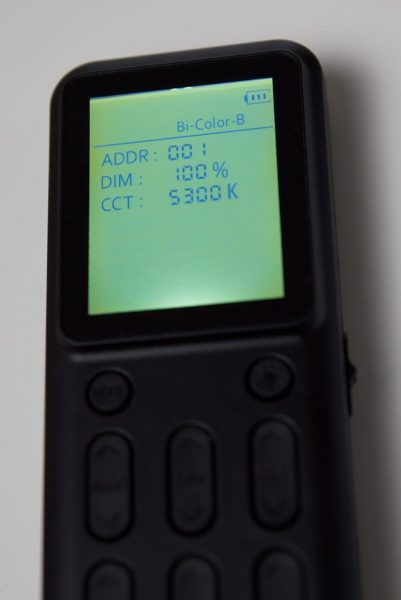 Bi-Color-B
ADDR : 001
DIM : 100 %
CCT : 5300 K